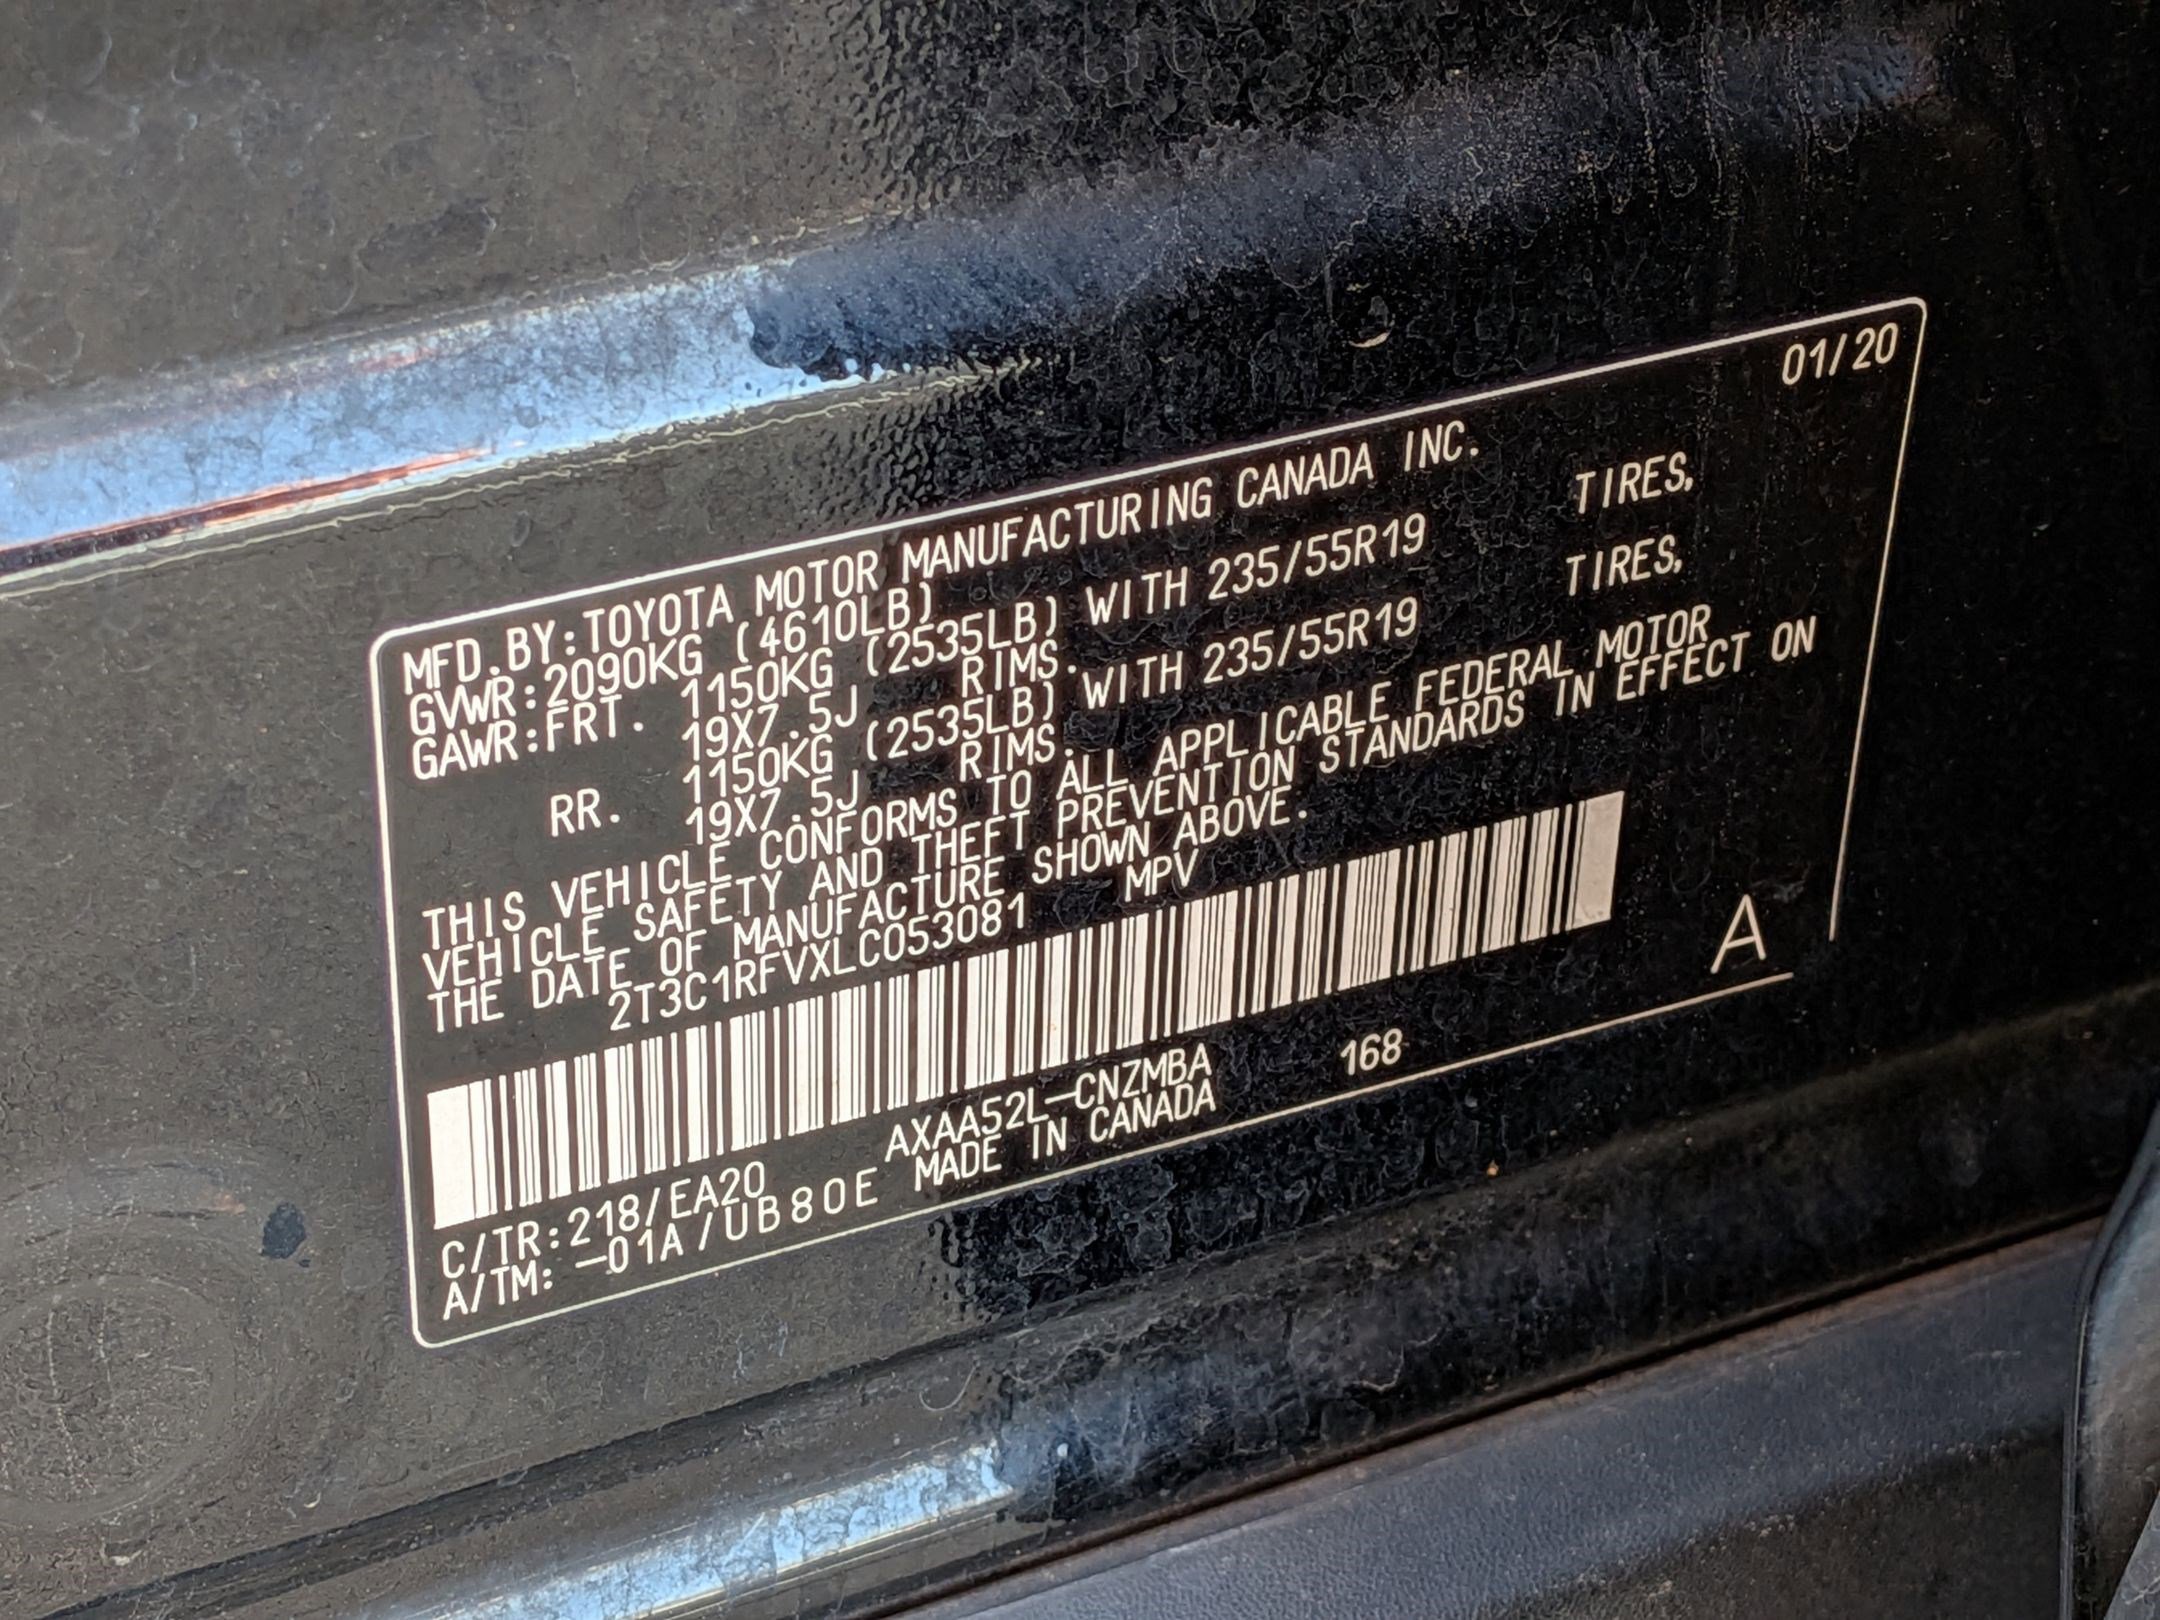 01/20
MFD.BY:TOYOTA MOTOR MANUFACTURING CANADA INC.
GVWR:2090KG (4610LB)
GAWR:FRT. 1150KG (2535LB) WITH 235/55R19 TIRES,
19X7.5J RIMS.
RR. 1150KG (2535LB) WITH 235/55R19 TIRES,
19X7.5J RIMS.
THIS VEHICLE CONFORMS TO ALL APPLICABLE FEDERAL MOTOR
VEHICLE SAFETY AND THEFT PREVENTION STANDARDS IN EFFECT ON
THE DATE OF MANUFACTURE SHOWN ABOVE.
2T3C1RFVXLC053081 MPV
A
C/TR:218/EA20 AXAA52L-CNZMBA 168
A/TM: -01A/UB80E MADE IN CANADA